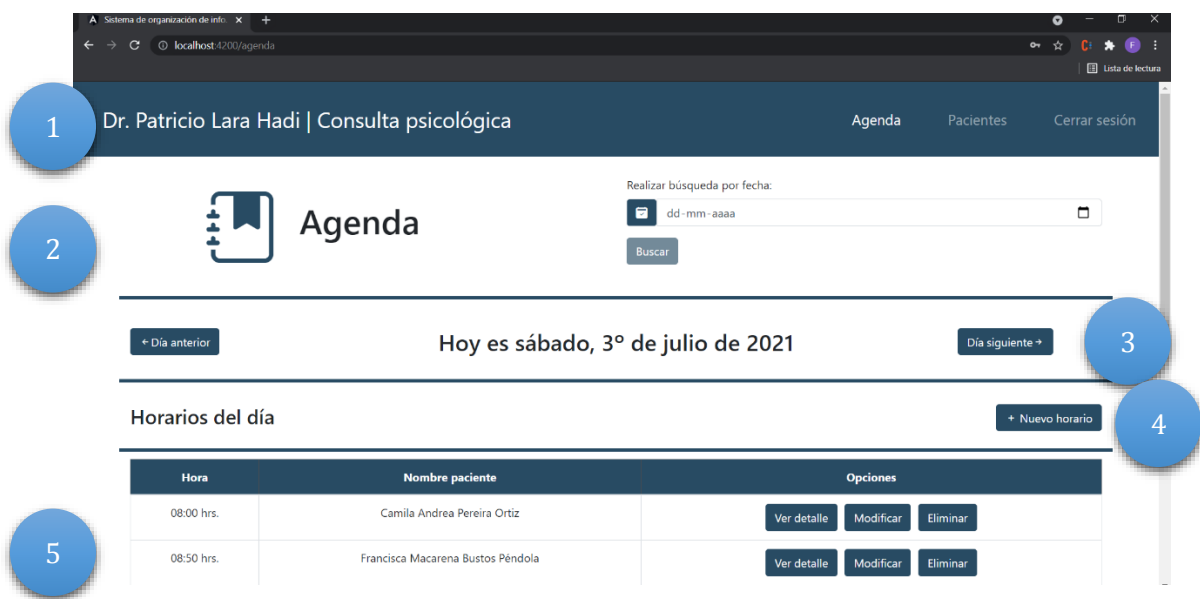 Sistema de organización de info
localhost:4200/agenda
Lista de lectura
1
Dr. Patricio Lara Hadi | Consulta psicológica
Agenda Pacientes Cerrar sesión
2
Agenda
Realizar búsqueda por fecha:
dd-mm-aaaa
Buscar
← Día anterior
Hoy es sábado, 3º de julio de 2021
Día siguiente →
3
Horarios del día
+ Nuevo horario
4
Hora Nombre paciente Opciones
08:00 hrs. Camila Andrea Pereira Ortiz Ver detalle Modificar Eliminar
5
08:50 hrs. Francisca Macarena Bustos Péndola Ver detalle Modificar Eliminar